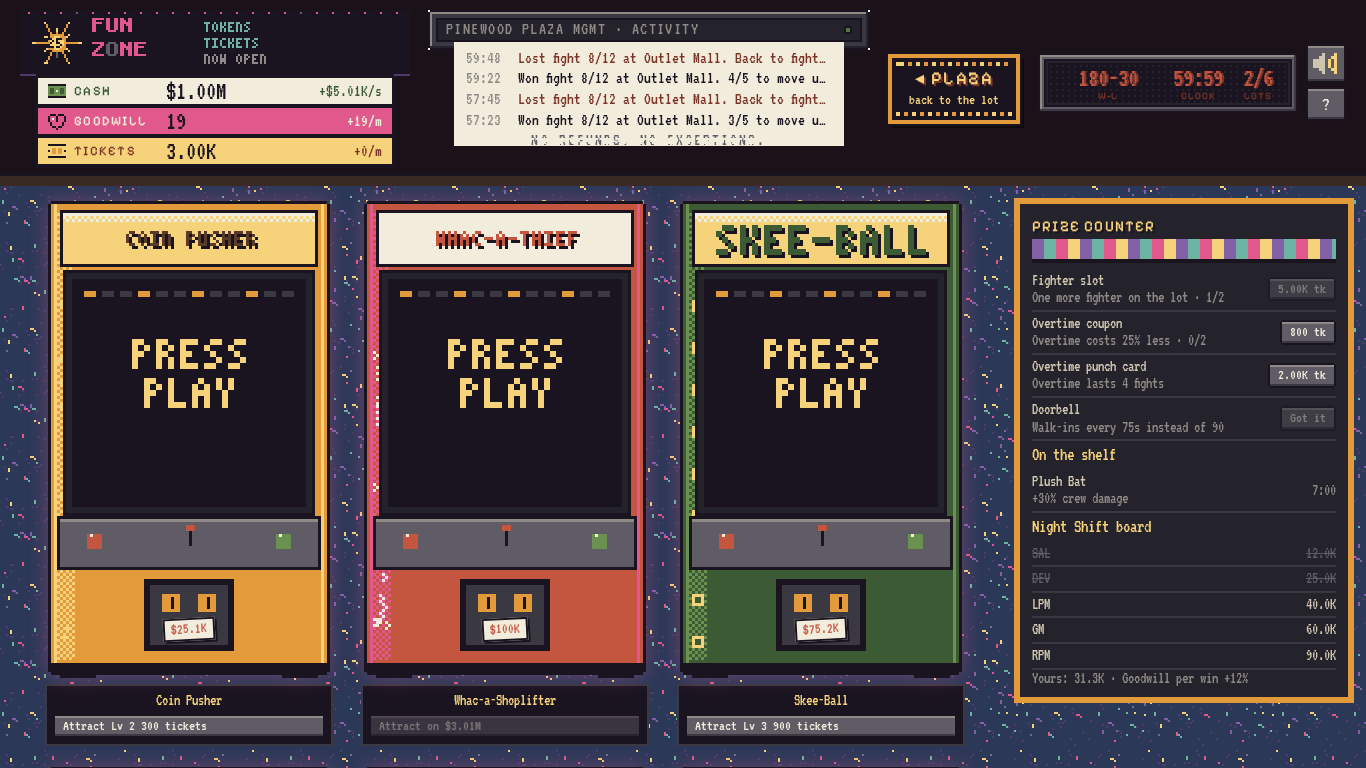 FUN
ZONE
TOKENS
TICKETS
NOW OPEN
CASH $1.00M +$5.01K/s
GOODWILL 19 +19/m
TICKETS 3.00K +0/m
PINEWOOD PLAZA MGMT · ACTIVITY
59:48 Lost fight 8/12 at Outlet Mall. Back to fight…
59:22 Won fight 8/12 at Outlet Mall. 4/5 to move u…
57:45 Lost fight 8/12 at Outlet Mall. Back to fight…
57:23 Won fight 8/12 at Outlet Mall. 3/5 to move u…
NO REFUNDS. NO EXCEPTIONS.
◀ PLAZA
back to the lot
180-30 59:59 2/6
W-L CLOCK LOTS
?
COIN PUSHER
PRESS
PLAY
$25.1K
Coin Pusher
Attract Lv 2 300 tickets
WHAC-A-THIEF
PRESS
PLAY
$100K
Whac-a-Shoplifter
Attract on $3.01M
SKEE-BALL
PRESS
PLAY
$75.2K
Skee-Ball
Attract Lv 3 900 tickets
PRIZE COUNTER
Fighter slot
One more fighter on the lot · 1/2
5.00K tk
Overtime coupon
Overtime costs 25% less · 0/2
800 tk
Overtime punch card
Overtime lasts 4 fights
2.00K tk
Doorbell
Walk-ins every 75s instead of 90
Got it
On the shelf
Plush Bat
+30% crew damage
7:00
Night Shift board
SAL 12.0K
DEV 25.0K
LPM 40.0K
GM 60.0K
RPM 90.0K
Yours: 31.3K · Goodwill per win +12%